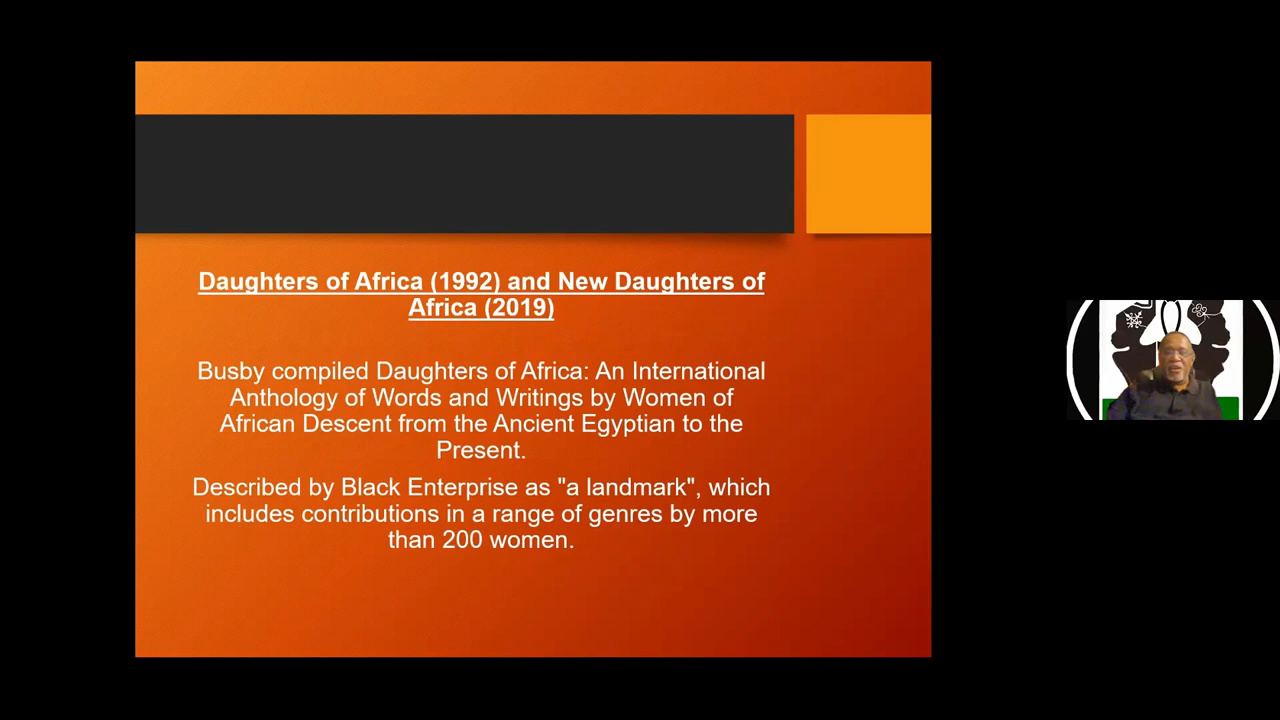 Daughters of Africa (1992) and New Daughters of
Africa (2019)
Busby compiled Daughters of Africa: An International
Anthology of Words and Writings by Women of
African Descent from the Ancient Egyptian to the
Present.
Described by Black Enterprise as "a landmark", which
includes contributions in a range of genres by more
than 200 women.